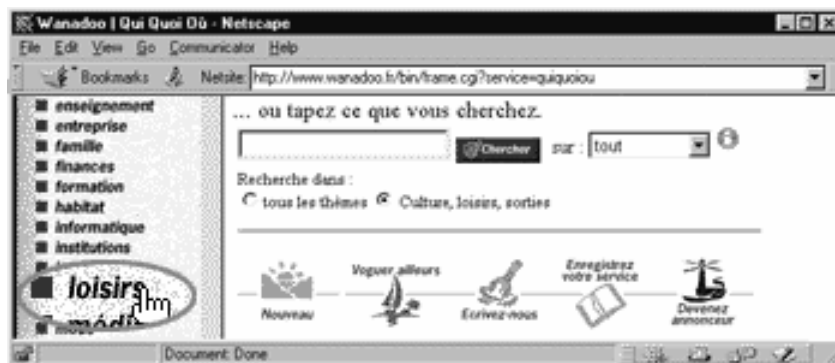 Wanadoo | Qui Quoi Où - Netscape
File Edit View Go Communicator Help
Bookmarks Netsite: http://www.wanadoo.fr/bin/frame.cgi?service=quiquoiou
enseignement
entreprise
famille
finances
formation
habitat
informatique
institutions
loisirs
... ou tapez ce que vous cherchez.
Chercher sur : tout
Recherche dans :
tous les thèmes Culture, loisirs, sorties
Nouveau
Voguer ailleurs
Ecrivez-nous
Enregistrez
votre service
Devenez
annonceur
Document: Done